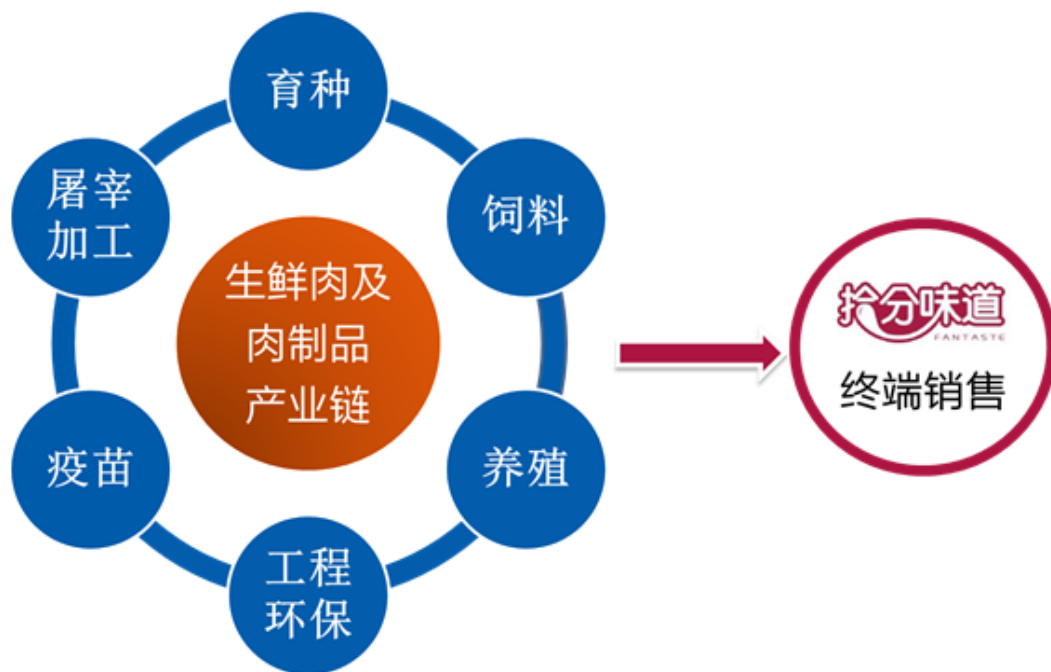 育种
饲料
养殖
工程
环保
疫苗
屠宰
加工
生鲜肉及
肉制品
产业链
拾分味道
FANTASTE
终端销售